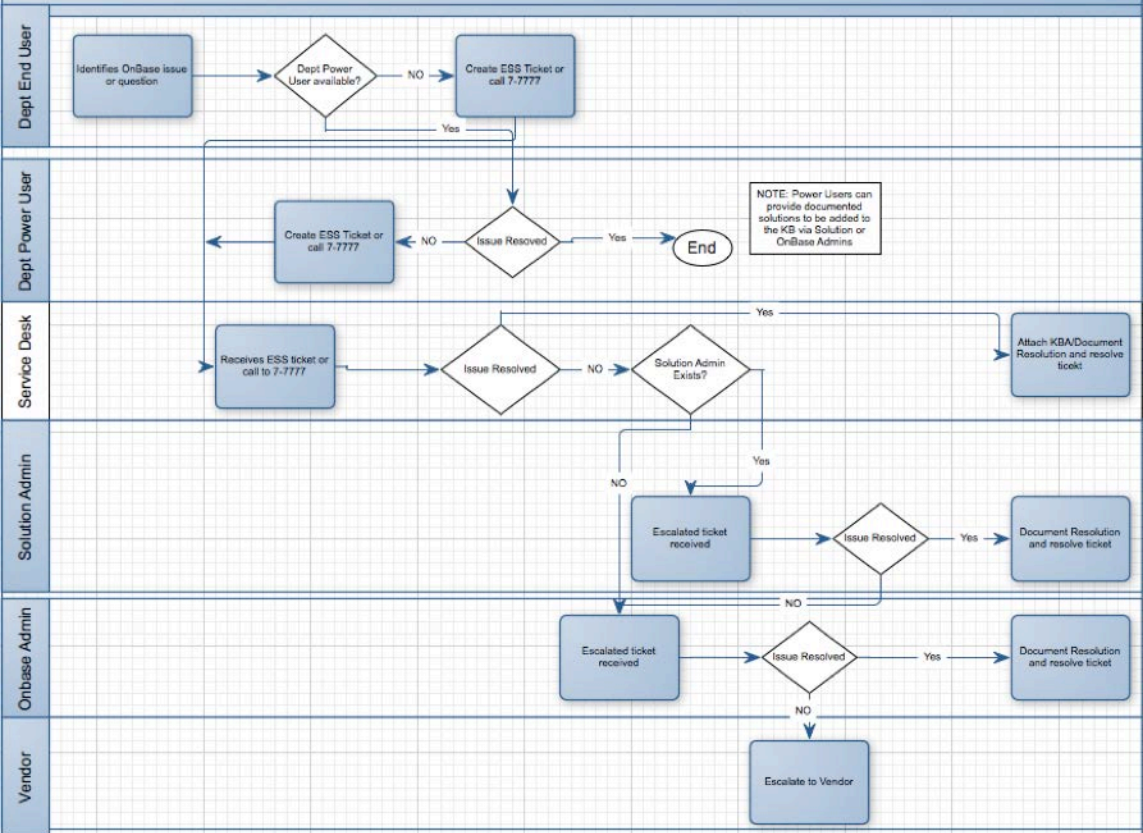 Dept End User
Identifies OnBase issue
or question
Dept Power
User available?
NO
Create ESS Ticket or
call 7-7777
Yes
Dept Power User
Create ESS Ticket or
call 7-7777
NO
Issue Resoved
Yes
End
NOTE: Power Users can
provide documented
solutions to be added to
the KB via Solution or
OnBase Admins
Service Desk
Receives ESS ticket or
call to 7-7777
Issue Resolved
NO
Solution Admin
Exists?
Yes
Attach KBA/Document
Resolution and resolve
ticekt
Solution Admin
NO
Yes
Escalated ticket
received
Issue Resolved
Yes
Document Resolution
and resolve ticket
NO
Onbase Admin
Escalated ticket
received
Issue Resolved
Yes
Document Resolution
and resolve ticket
NO
Vendor
Escalate to Vendor